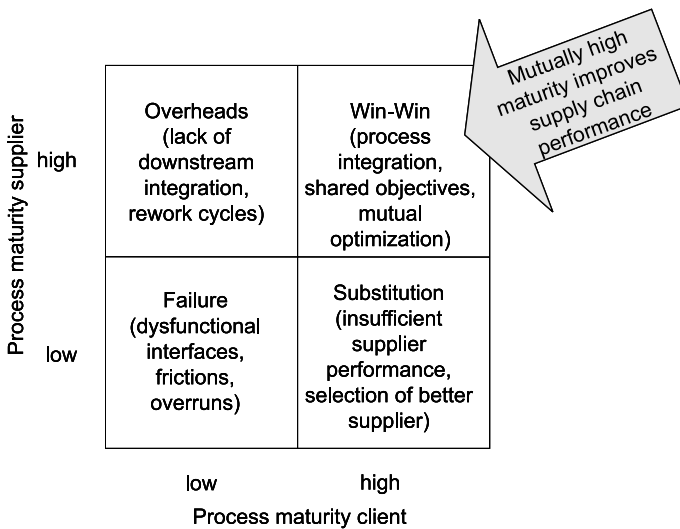 Mutually high
maturity improves
supply chain
performance
Process maturity supplier
high
Overheads
(lack of
downstream
integration,
rework cycles)
Win-Win
(process
integration,
shared objectives,
mutual
optimization)
low
Failure
(dysfunctional
interfaces,
frictions,
overruns)
Substitution
(insufficient
supplier
performance,
selection of better
supplier)
low
high
Process maturity client